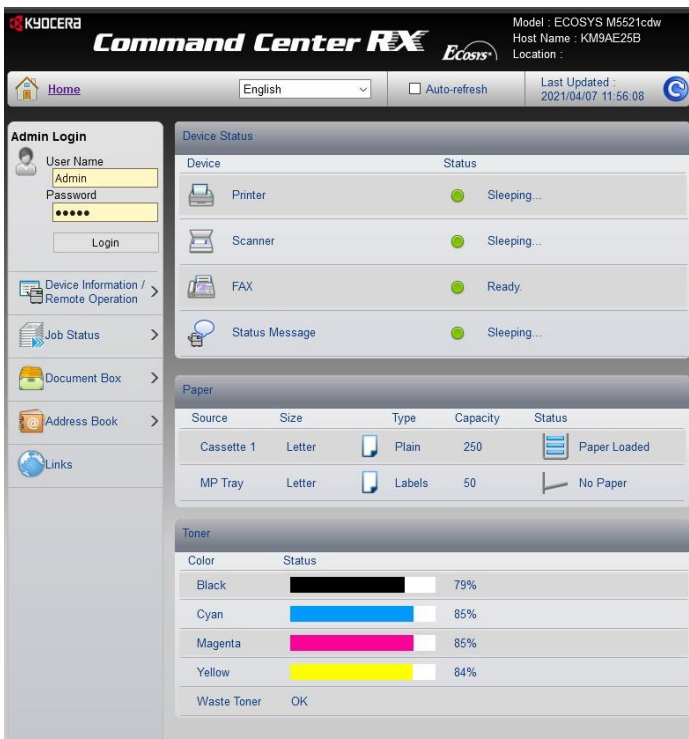 KYOCERA
Command Center RX
Ecosys
Model : ECOSYS M5521cdw
Host Name : KM9AE25B
Location :
Home
English
Auto-refresh
Last Updated :
2021/04/07 11:56:08
Admin Login
User Name
Admin
Password
•••••
Login
Device Information /
Remote Operation
Job Status
Document Box
Address Book
Links
Device Status
Device Status
Printer Sleeping...
Scanner Sleeping...
FAX Ready.
Status Message Sleeping...
Paper
Source Size Type Capacity Status
Cassette 1 Letter Plain 250 Paper Loaded
MP Tray Letter Labels 50 No Paper
Toner
Color Status
Black 79%
Cyan 85%
Magenta 85%
Yellow 84%
Waste Toner OK